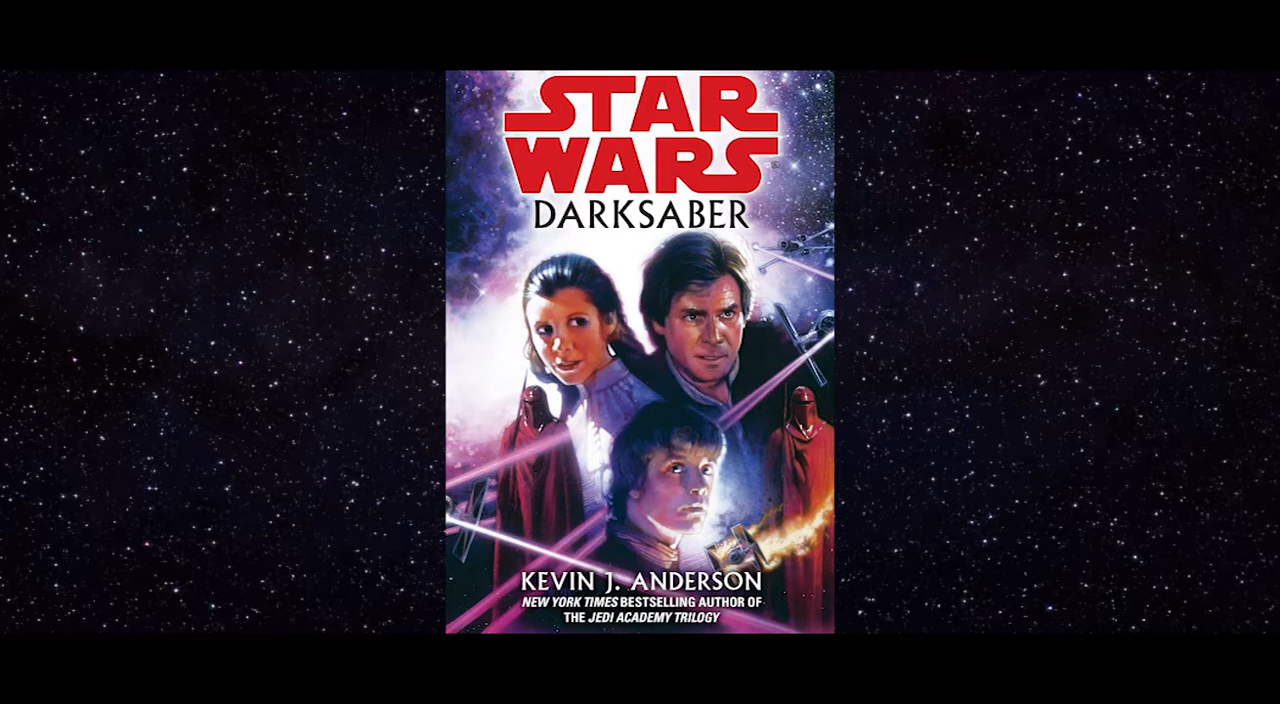 STAR
WARS
DARKSABER
KEVIN J. ANDERSON
NEW YORK TIMES BESTSELLING AUTHOR OF
THE JEDI ACADEMY TRILOGY